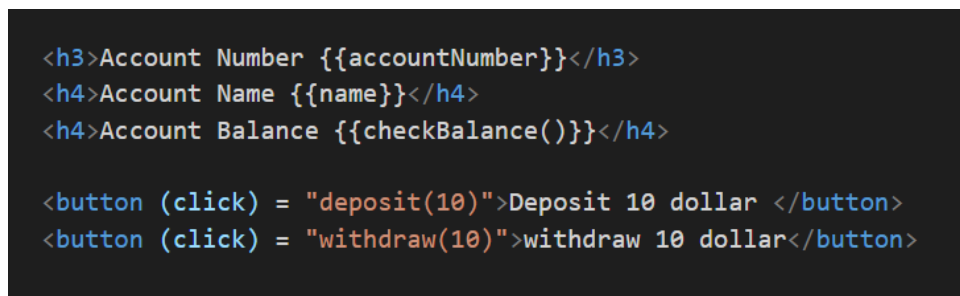 <h3>Account Number {{accountNumber}}</h3>
<h4>Account Name {{name}}</h4>
<h4>Account Balance {{checkBalance()}}</h4>
<button (click) = "deposit(10)">Deposit 10 dollar </button>
<button (click) = "withdraw(10)">withdraw 10 dollar</button>